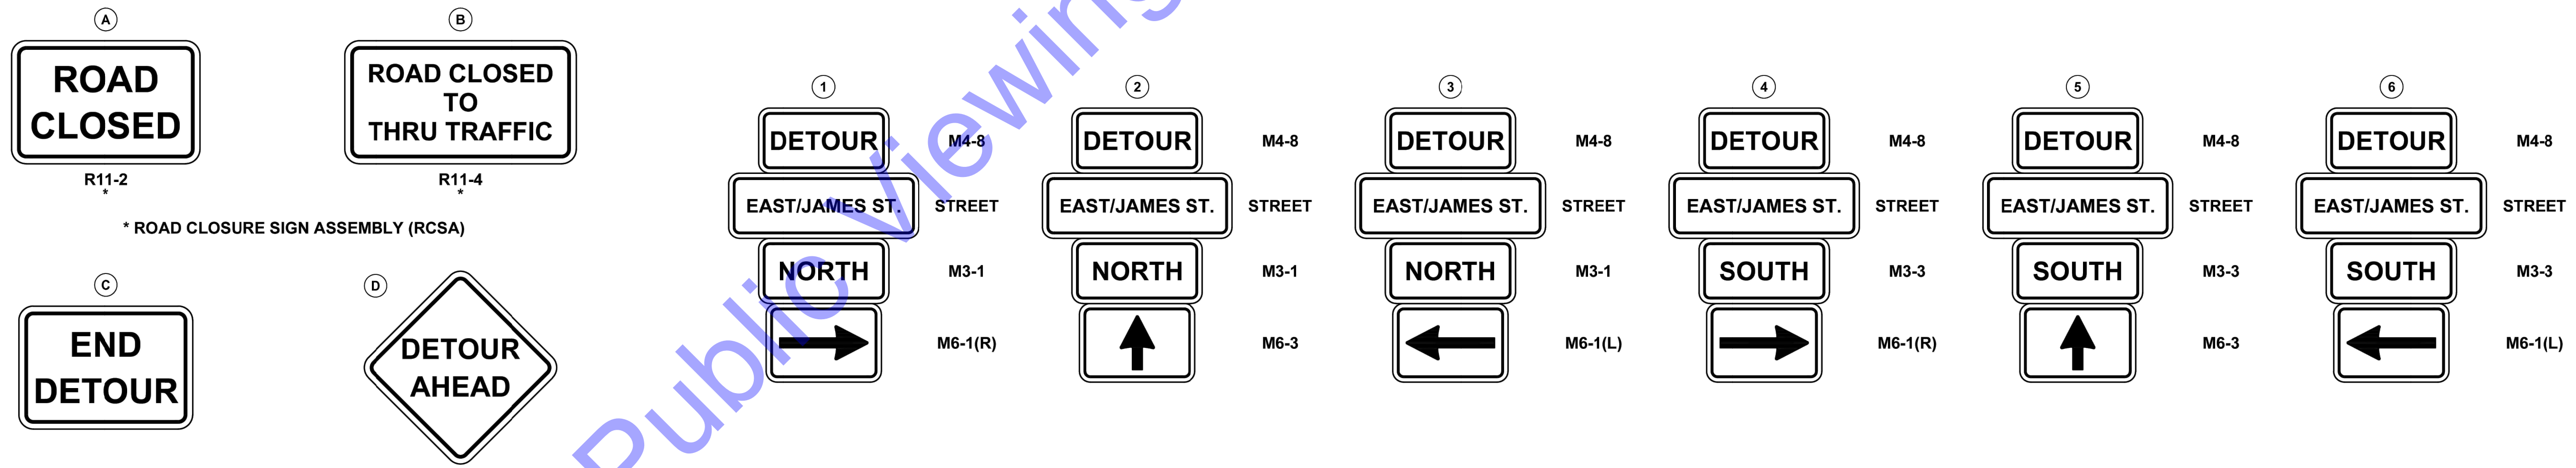 A
ROAD
CLOSED
R11-2
*
B
ROAD CLOSED
TO
THRU TRAFFIC
R11-4
*
* ROAD CLOSURE SIGN ASSEMBLY (RCSA)
C
END
DETOUR
D
DETOUR
AHEAD
1
DETOUR M4-8
EAST/JAMES ST. STREET
NORTH M3-1
M6-1(R)
2
DETOUR M4-8
EAST/JAMES ST. STREET
NORTH M3-1
M6-3
3
DETOUR M4-8
EAST/JAMES ST. STREET
NORTH M3-1
M6-1(L)
4
DETOUR M4-8
EAST/JAMES ST. STREET
SOUTH M3-3
M6-1(R)
5
DETOUR M4-8
EAST/JAMES ST. STREET
SOUTH M3-3
M6-3
6
DETOUR M4-8
EAST/JAMES ST. STREET
SOUTH M3-3
M6-1(L)
Public Viewing